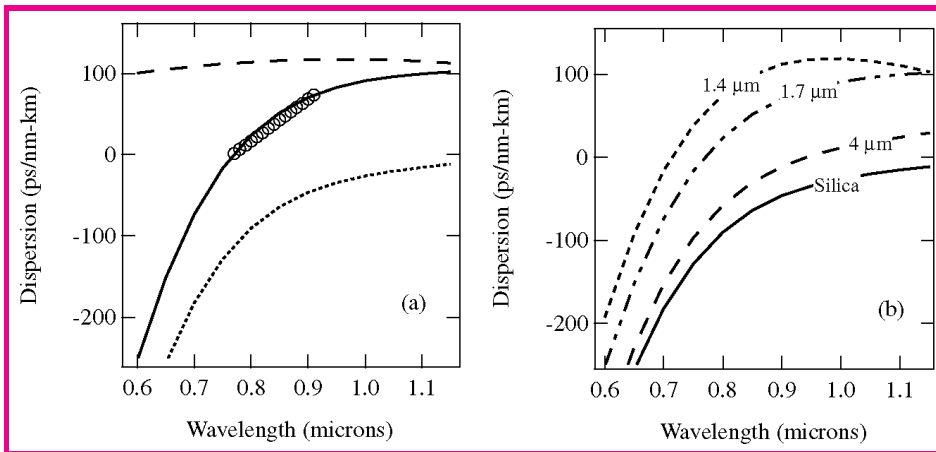 Dispersion (ps/nm-km)
100
0
-100
-200
(a)
0.6 0.7 0.8 0.9 1.0 1.1
Wavelength (microns)
Dispersion (ps/nm-km)
100
0
-100
-200
1.4 µm
1.7 µm
4 µm
Silica
(b)
0.6 0.7 0.8 0.9 1.0 1.1
Wavelength (microns)